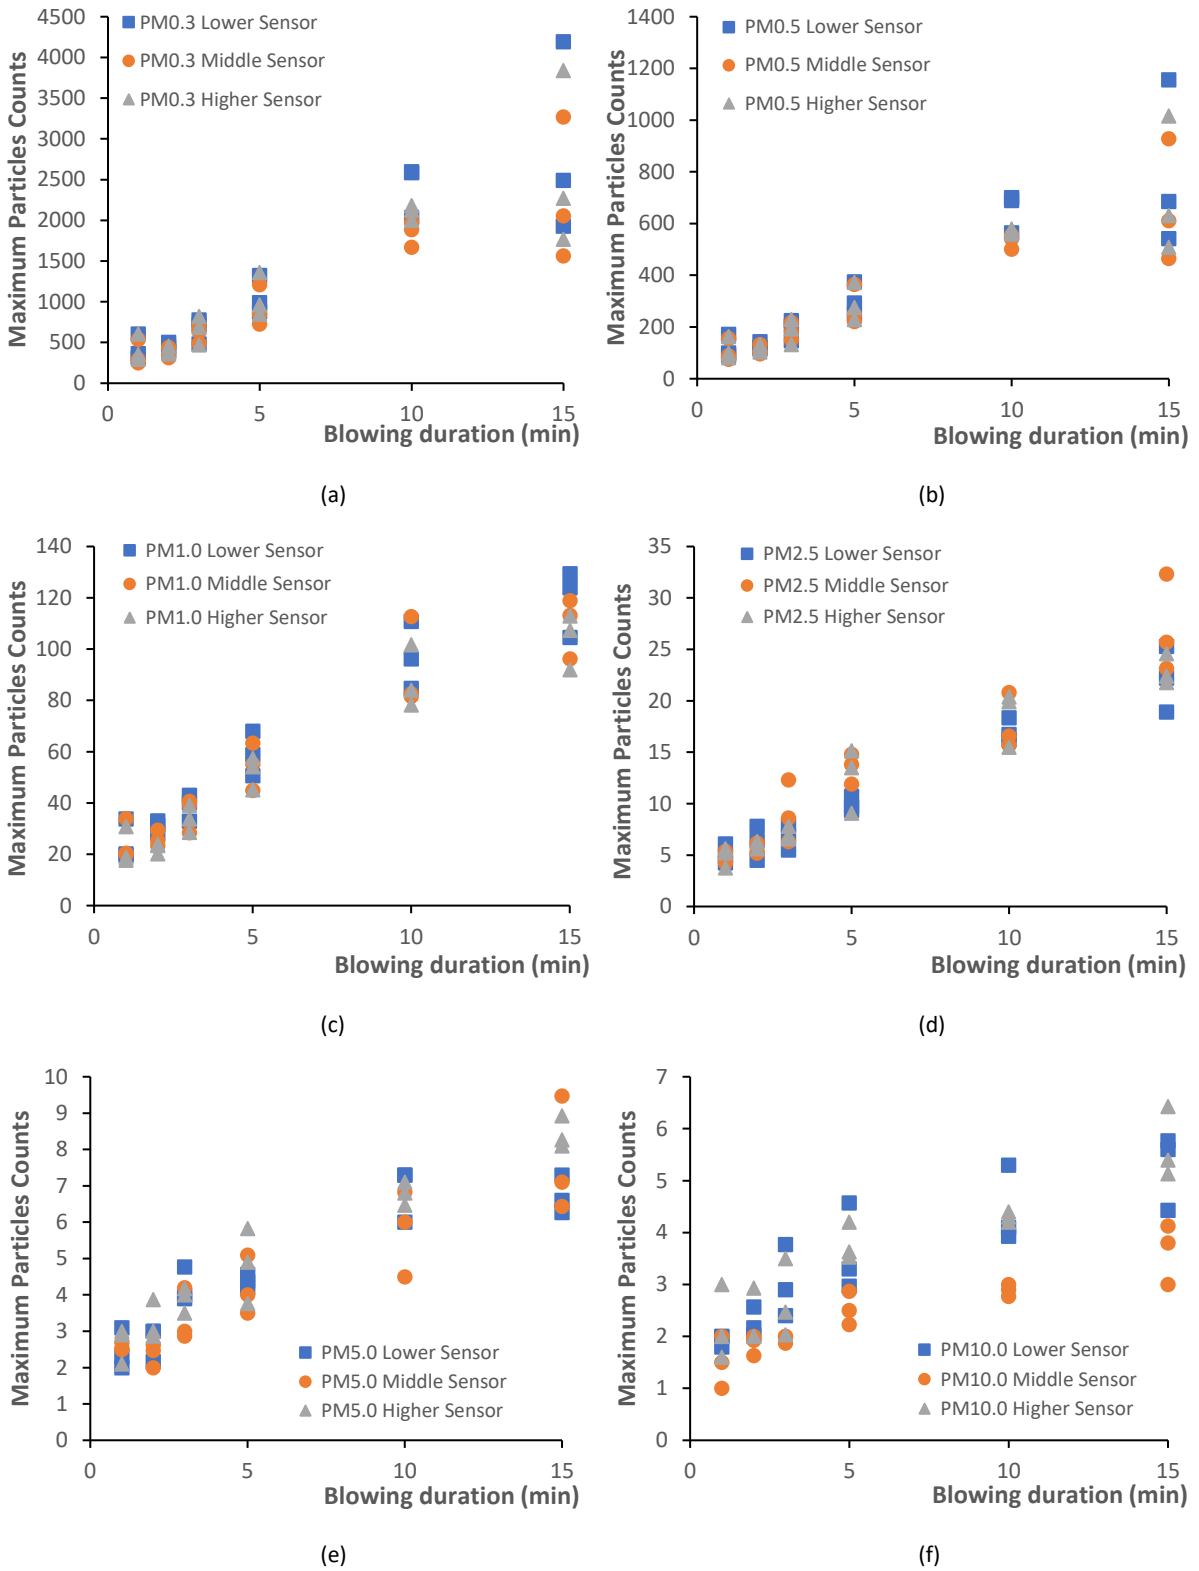 PM0.3 Lower Sensor
PM0.3 Middle Sensor
PM0.3 Higher Sensor
Maximum Particles Counts
4500
4000
3500
3000
2500
2000
1500
1000
500
0
0 5 10 15
Blowing duration (min)
(a)
PM0.5 Lower Sensor
PM0.5 Middle Sensor
PM0.5 Higher Sensor
Maximum Particles Counts
1400
1200
1000
800
600
400
200
0
0 5 10 15
Blowing duration (min)
(b)
PM1.0 Lower Sensor
PM1.0 Middle Sensor
PM1.0 Higher Sensor
Maximum Particles Counts
140
120
100
80
60
40
20
0
0 5 10 15
Blowing duration (min)
(c)
PM2.5 Lower Sensor
PM2.5 Middle Sensor
PM2.5 Higher Sensor
Maximum Particles Counts
35
30
25
20
15
10
5
0
0 5 10 15
Blowing duration (min)
(d)
Maximum Particles Counts
10
9
8
7
6
5
4
3
2
1
0
PM5.0 Lower Sensor
PM5.0 Middle Sensor
PM5.0 Higher Sensor
0 5 10 15
Blowing duration (min)
(e)
Maximum Particles Counts
7
6
5
4
3
2
1
0
PM10.0 Lower Sensor
PM10.0 Middle Sensor
PM10.0 Higher Sensor
0 5 10 15
Blowing duration (min)
(f)